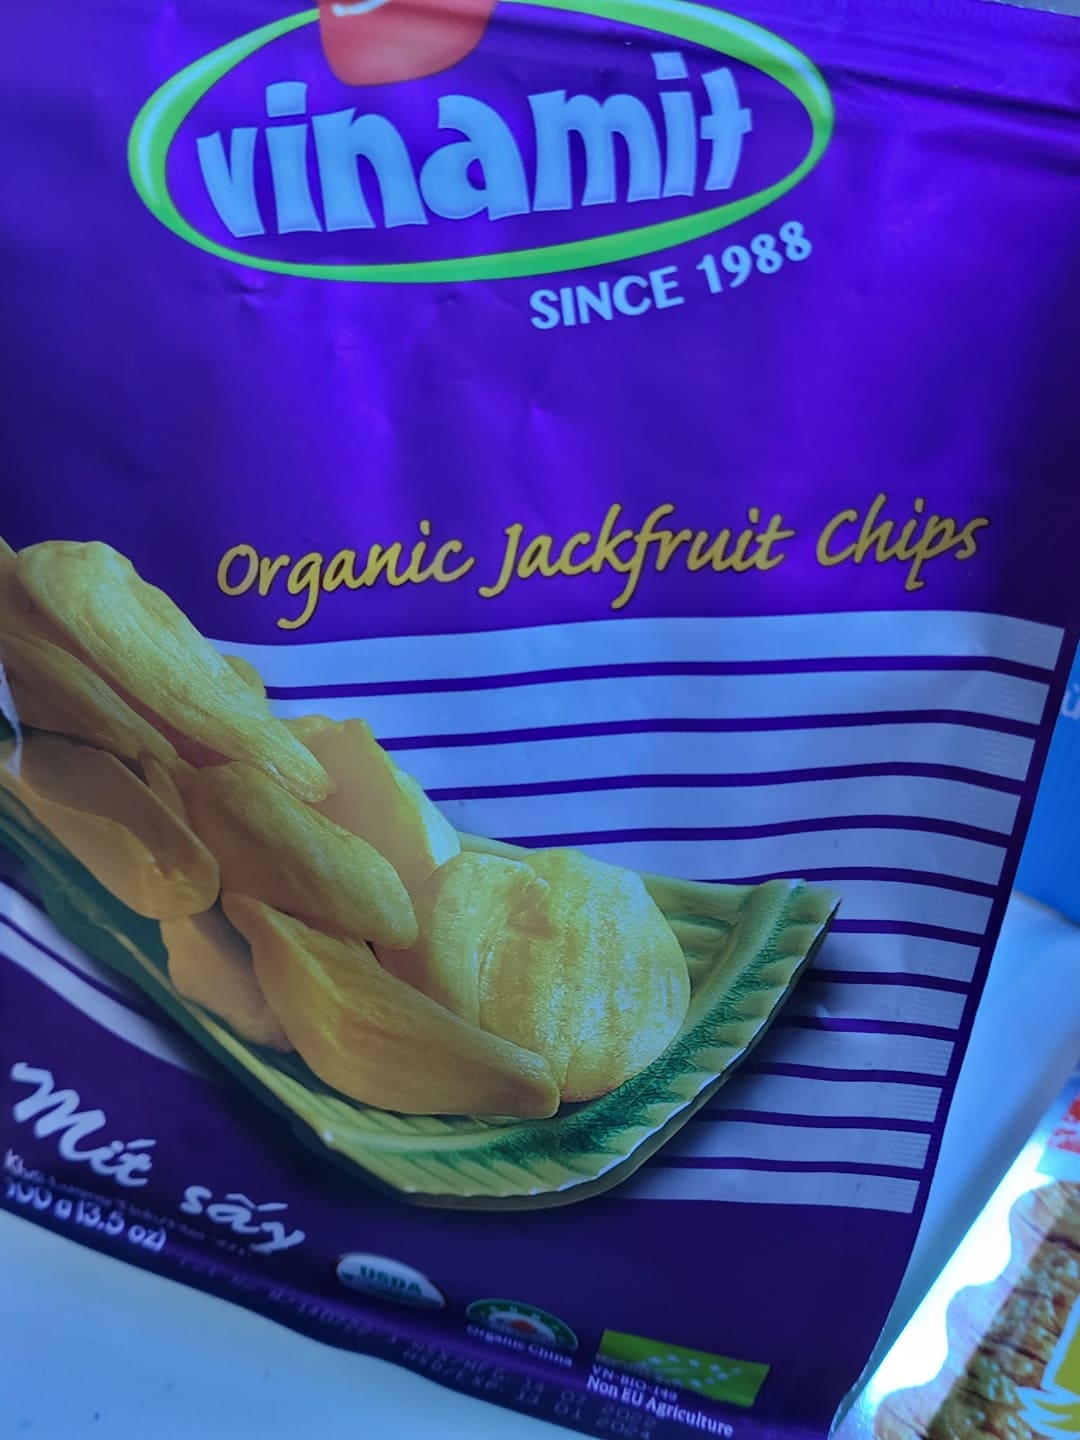 vinamit
SINCE 1988
Organic Jackfruit Chips
Mít sấy
100 g (3,5 oz)
USDA
Organic China
VN-BIO-149
Non EU Agriculture